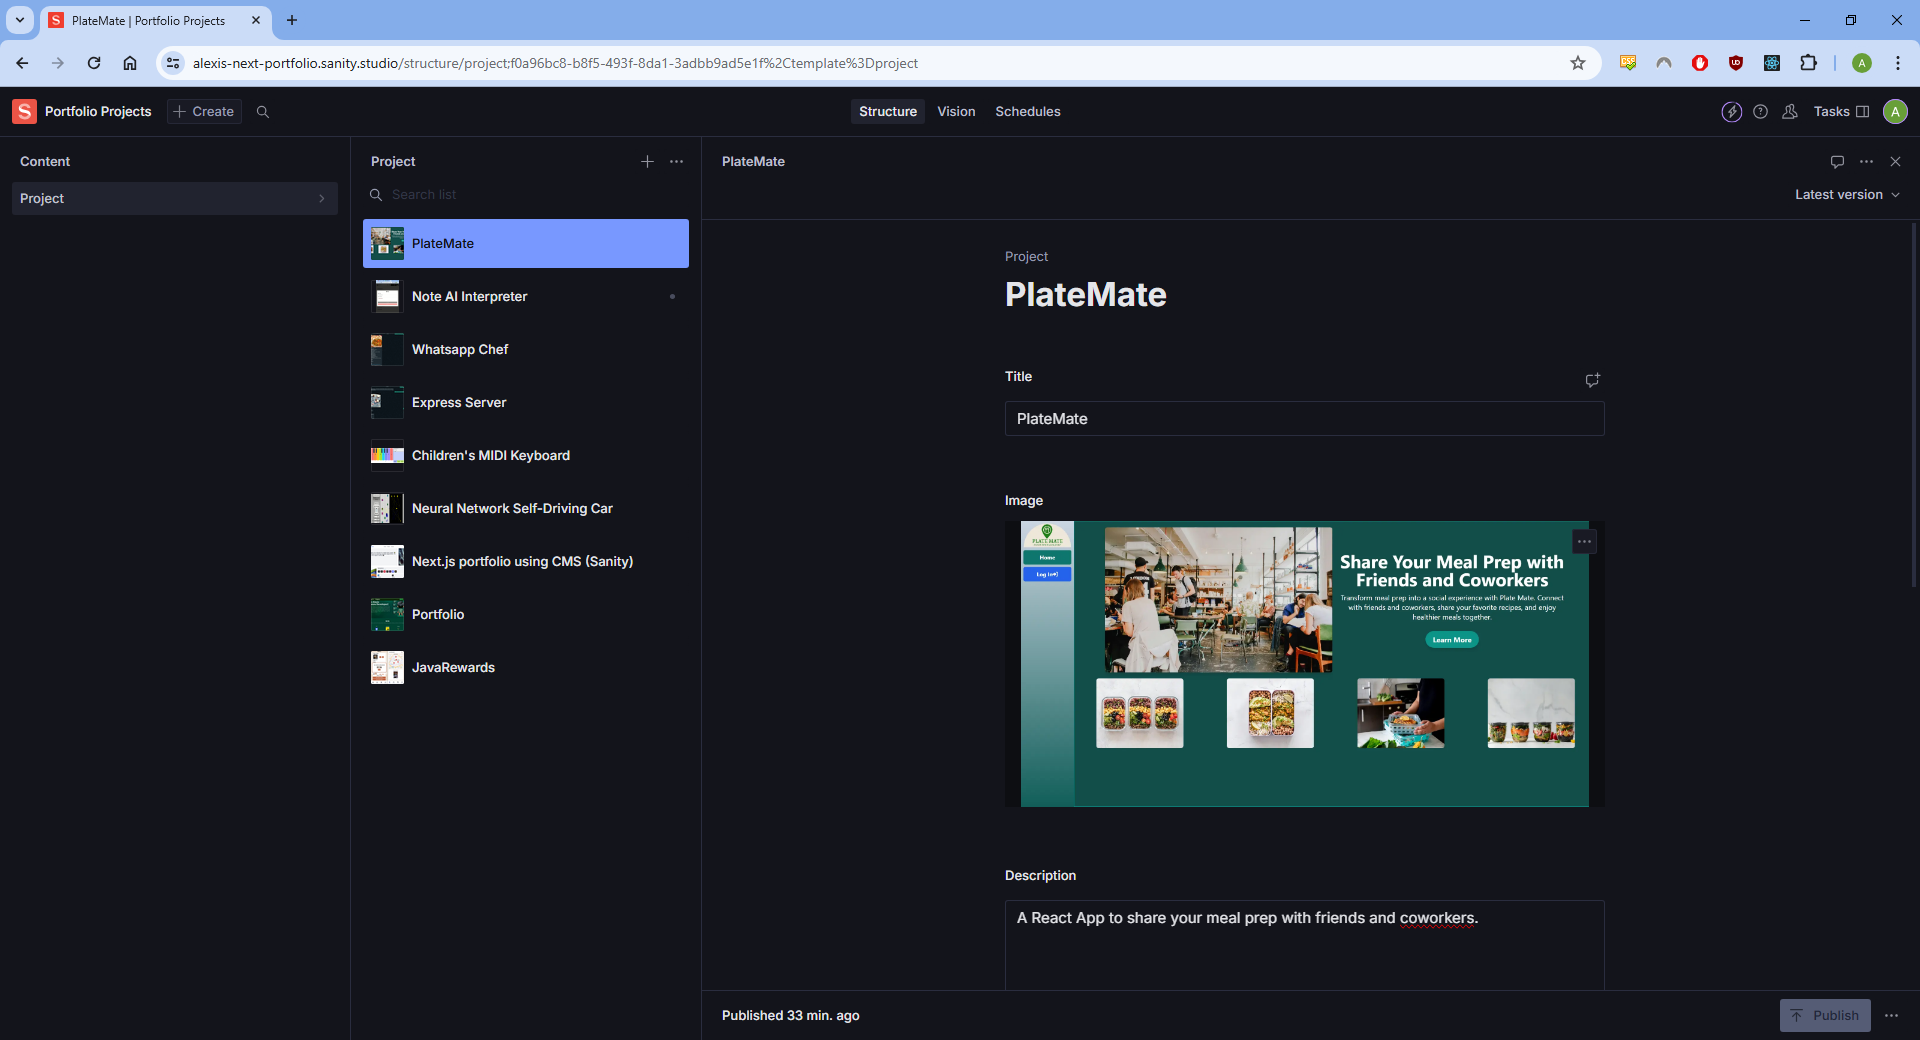 PlateMate | Portfolio Projects
alexis-next-portfolio.sanity.studio/structure/project;f0a96bc8-b8f5-493f-8da1-3adbb9ad5e1f%2Ctemplate%3Dproject
A
S Portfolio Projects
Create
Structure
Vision
Schedules
Tasks
A
Content
Project
Project
Search list
PlateMate
Note AI Interpreter
Whatsapp Chef
Express Server
Children's MIDI Keyboard
Neural Network Self-Driving Car
Next.js portfolio using CMS (Sanity)
Portfolio
JavaRewards
PlateMate
Latest version
Project
PlateMate
Title
PlateMate
Image
PLATE MATE
Home
Log In
Share Your Meal Prep with
Friends and Coworkers
Transform meal prep into a social experience with Plate Mate. Connect
with friends and coworkers, share your favorite recipes, and enjoy
healthier meals together.
Learn More
Description
A React App to share your meal prep with friends and coworkers.
Published 33 min. ago
Publish